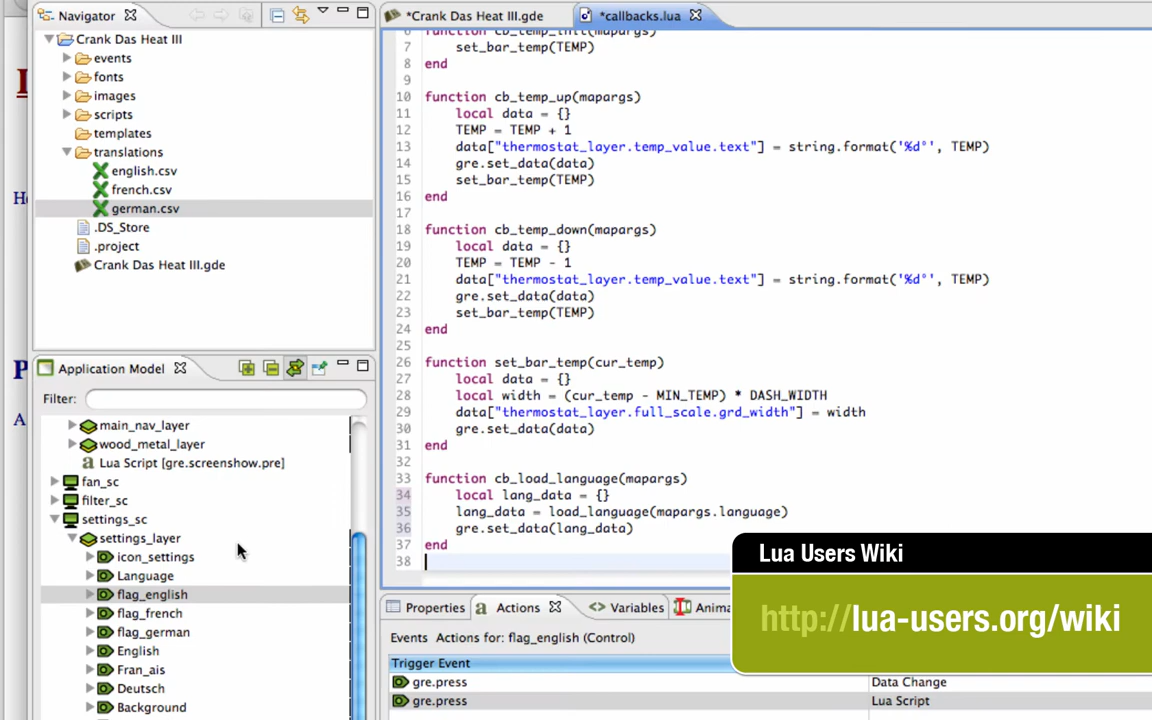 Navigator
*Crank Das Heat III.gde
*callbacks.lua
Crank Das Heat III
events
fonts
images
scripts
templates
translations
english.csv
french.csv
german.csv
.DS_Store
.project
Crank Das Heat III.gde
6 function cb_temp_init(mapargs)
7 set_bar_temp(TEMP)
8 end
9
10 function cb_temp_up(mapargs)
11 local data = {}
12 TEMP = TEMP + 1
13 data["thermostat_layer.temp_value.text"] = string.format('%d°', TEMP)
14 gre.set_data(data)
15 set_bar_temp(TEMP)
16 end
17
18 function cb_temp_down(mapargs)
19 local data = {}
20 TEMP = TEMP - 1
21 data["thermostat_layer.temp_value.text"] = string.format('%d°', TEMP)
22 gre.set_data(data)
23 set_bar_temp(TEMP)
24 end
25
26 function set_bar_temp(cur_temp)
27 local data = {}
28 local width = (cur_temp - MIN_TEMP) * DASH_WIDTH
29 data["thermostat_layer.full_scale.grd_width"] = width
30 gre.set_data(data)
31 end
32
33 function cb_load_language(mapargs)
34 local lang_data = {}
35 lang_data = load_language(mapargs.language)
36 gre.set_data(lang_data)
37 end
38
Application Model
Filter:
main_nav_layer
wood_metal_layer
Lua Script [gre.screenshow.pre]
fan_sc
filter_sc
settings_sc
settings_layer
icon_settings
Language
flag_english
flag_french
flag_german
English
Fran_ais
Deutsch
Background
Properties
Actions
Variables
Events Actions for: flag_english (Control)
Trigger Event
gre.press Data Change
gre.press Lua Script
Lua Users Wiki
http://lua-users.org/wiki